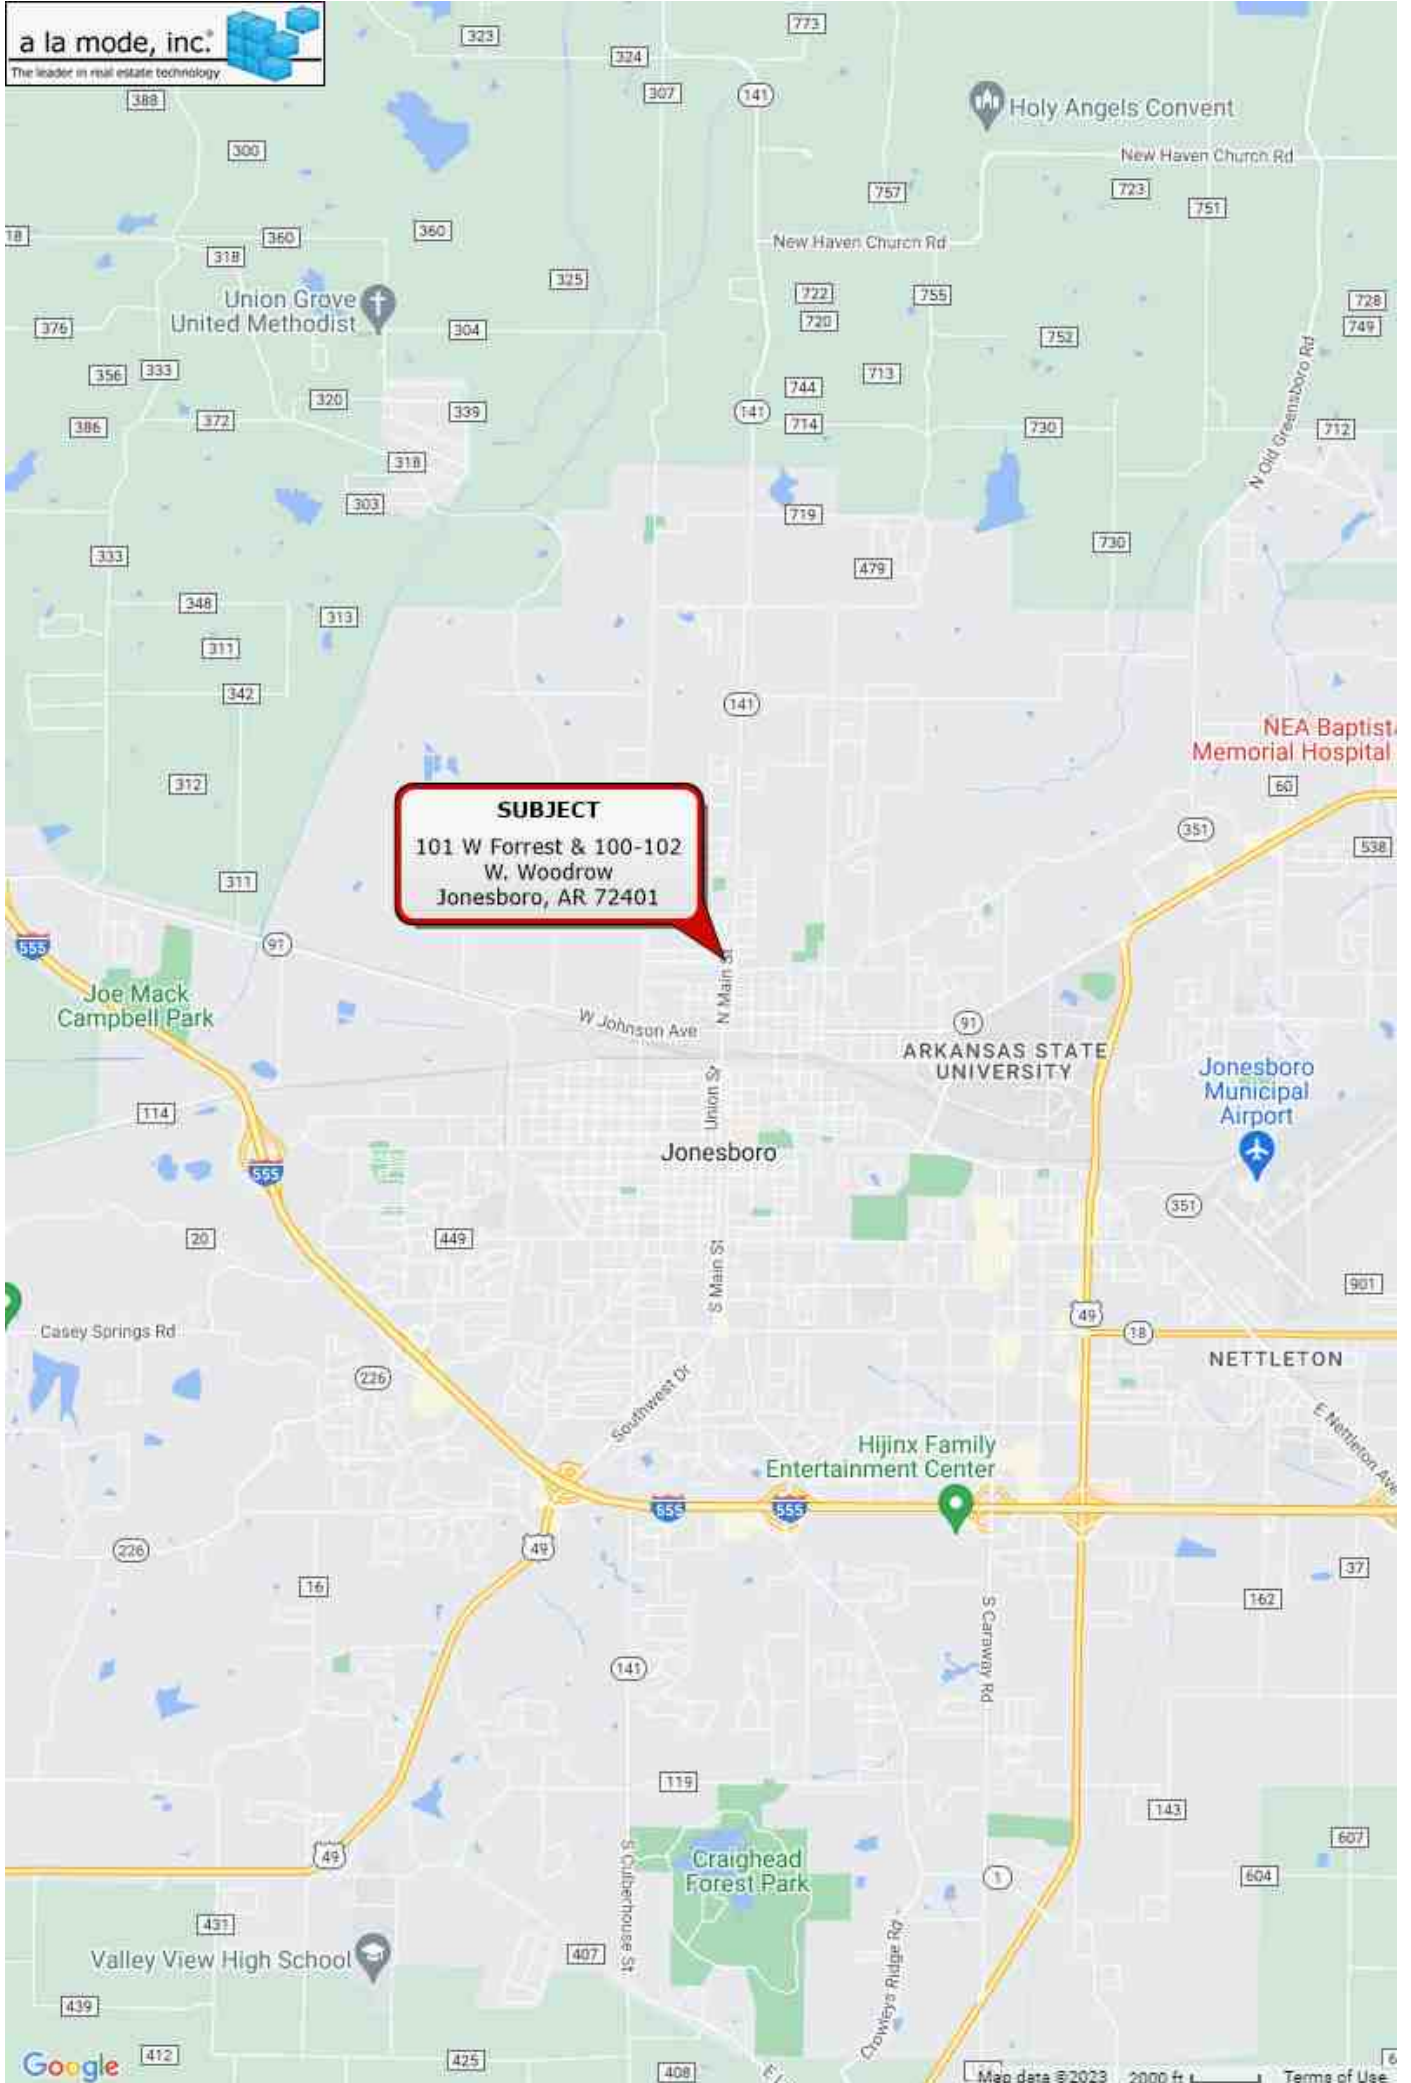 a la mode, inc.
The leader in real estate technology
773
323
324
388
307
141
Holy Angels Convent
300
New Haven Church Rd
757
723
751
18
360
360
318
New Haven Church Rd
325
722
755
728
Union Grove
United Methodist
376
304
720
749
752
356
333
713
744
320
339
141
714
386
372
730
712
N Old Greensboro Rd
318
303
719
333
730
479
348
313
311
342
141
NEA Baptist
Memorial Hospital
312
60
SUBJECT
101 W Forrest & 100-102
W. Woodrow
Jonesboro, AR 72401
351
538
311
555
91
N Main St
Joe Mack
Campbell Park
W Johnson Ave
91
ARKANSAS STATE
UNIVERSITY
Jonesboro
Municipal
Airport
Union St
114
Jonesboro
555
351
20
449
S Main St
901
49
Casey Springs Rd
18
NETTLETON
226
Southwest Dr
E Nettleton Ave
Hijinx Family
Entertainment Center
555
555
49
226
37
16
162
S Caraway Rd
141
119
143
607
49
S Culberhouse St
Craighead
Forest Park
1
604
431
Valley View High School
407
Crowleys Ridge Rd
439
Google
412
425
408
Map data ©2023
2000 ft
Terms of Use